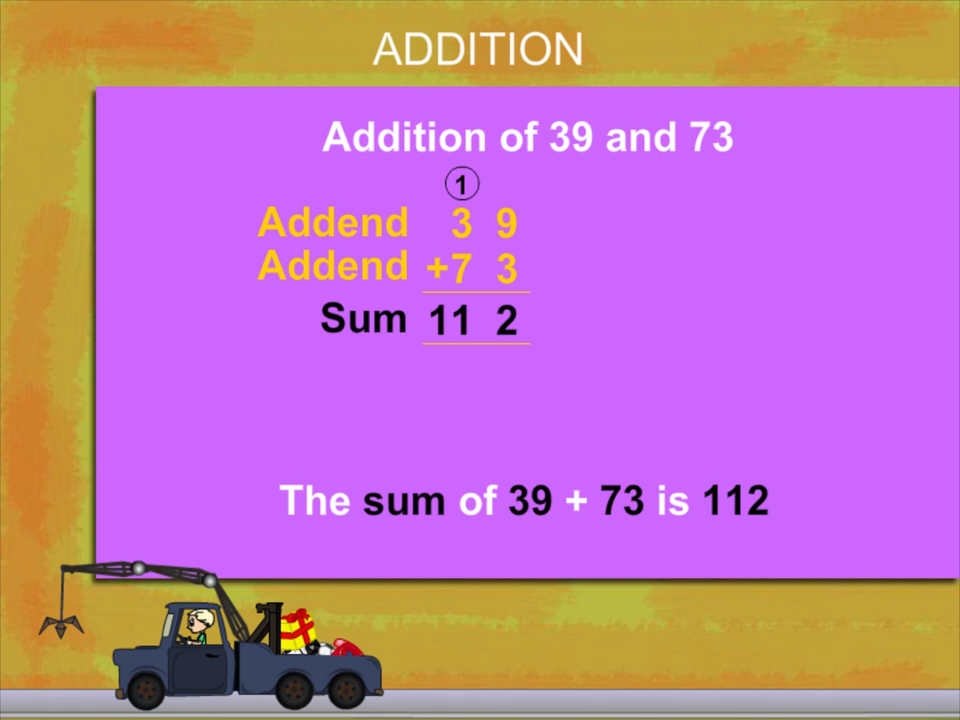 ADDITION
Addition of 39 and 73
1
Addend 3 9
Addend +7 3
Sum 11 2
The sum of 39 + 73 is 112